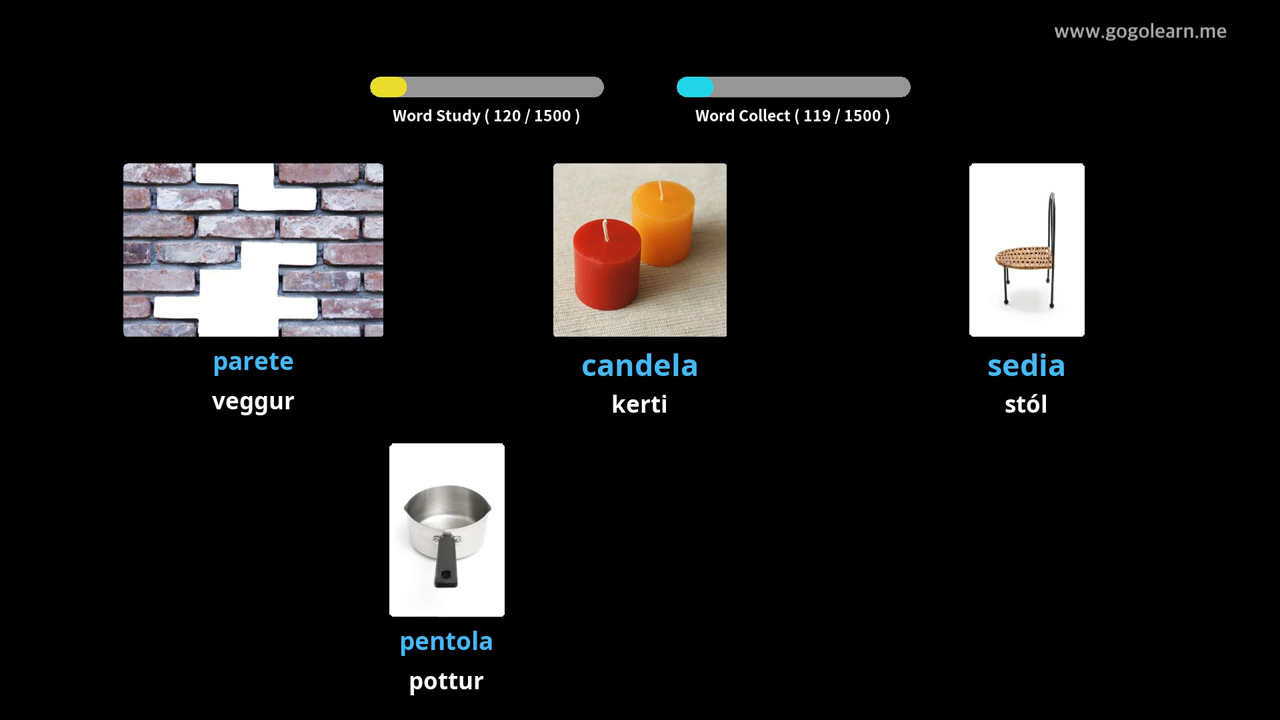 www.gogolearn.me
Word Study ( 120 / 1500 )
Word Collect ( 119 / 1500 )
parete
veggur
candela
kerti
sedia
stól
pentola
pottur